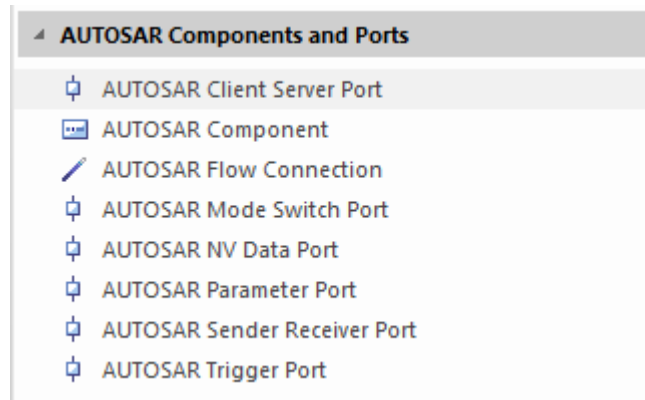 AUTOSAR Components and Ports
AUTOSAR Client Server Port
AUTOSAR Component
AUTOSAR Flow Connection
AUTOSAR Mode Switch Port
AUTOSAR NV Data Port
AUTOSAR Parameter Port
AUTOSAR Sender Receiver Port
AUTOSAR Trigger Port